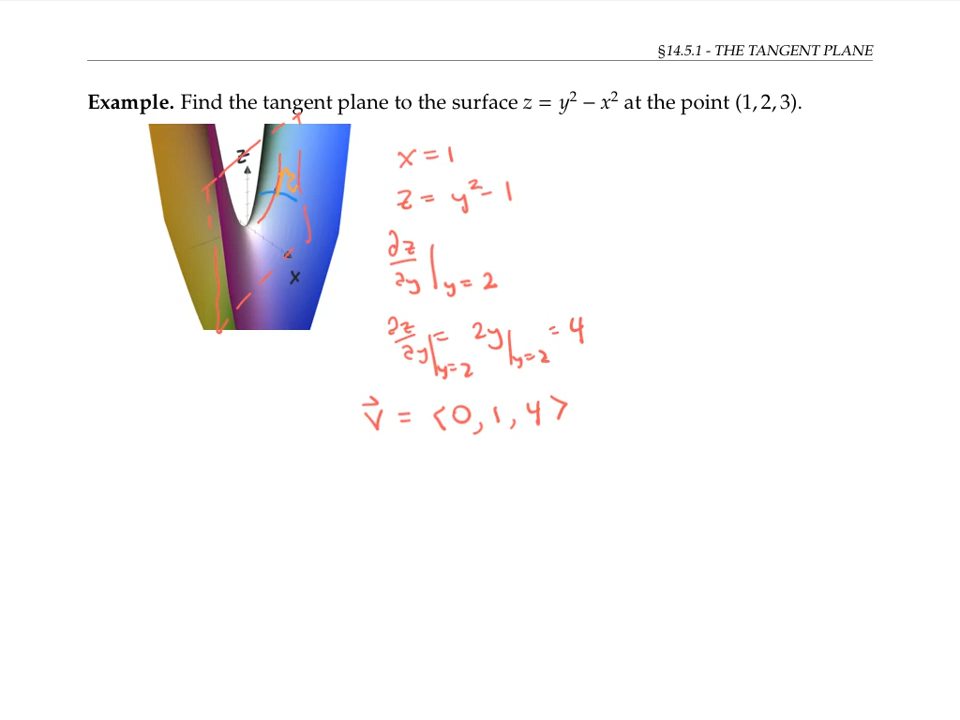 §14.5.1 - THE TANGENT PLANE
Example. Find the tangent plane to the surface z = y² − x² at the point (1, 2, 3).
z
x
x = 1
z = y² - 1
∂z/∂y |y=2
∂z/∂y |y=2 = 2y |y=2 = 4
v⃗ = <0, 1, 4>